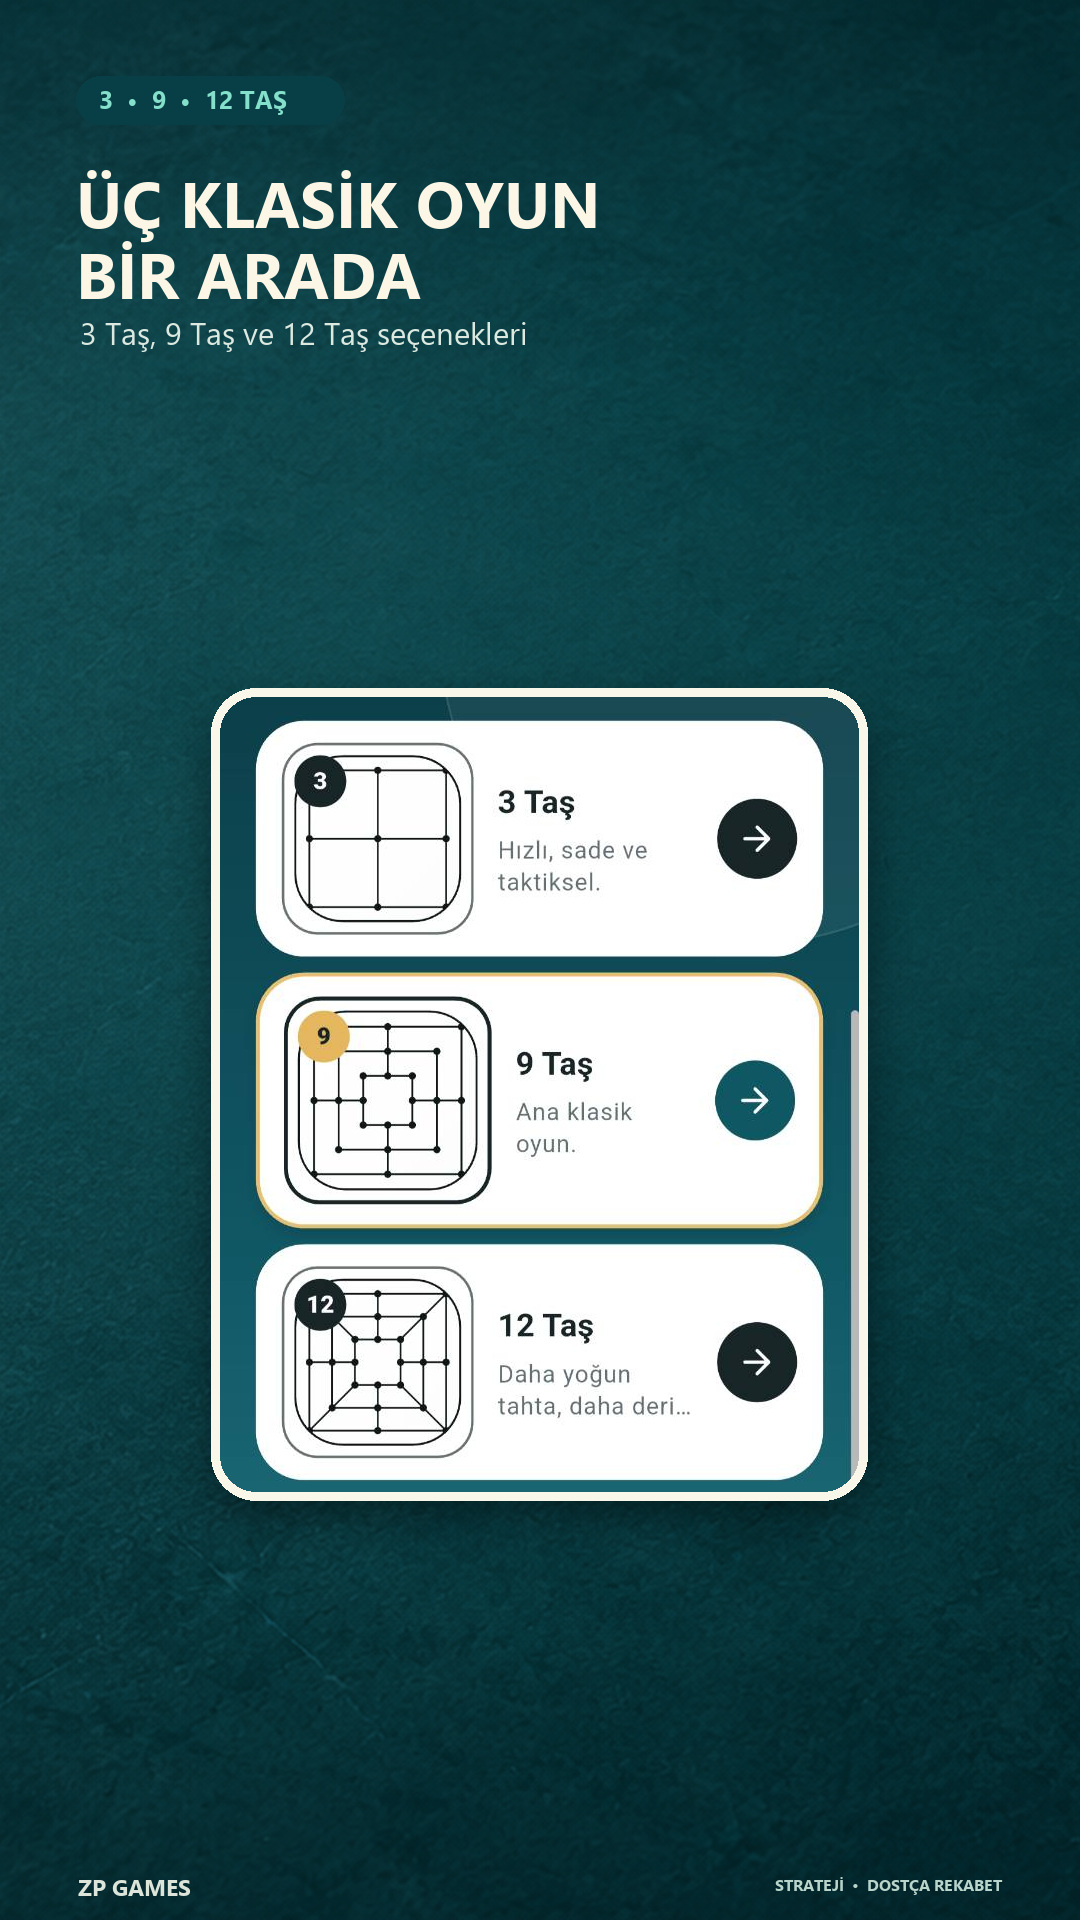 3 • 9 • 12 TAŞ
ÜÇ KLASİK OYUN
BİR ARADA
3 Taş, 9 Taş ve 12 Taş seçenekleri
3
3 Taş
Hızlı, sade ve
taktiksel.
9
9 Taş
Ana klasik
oyun.
12
12 Taş
Daha yoğun
tahta, daha deri…
ZP GAMES
STRATEJİ • DOSTÇA REKABET